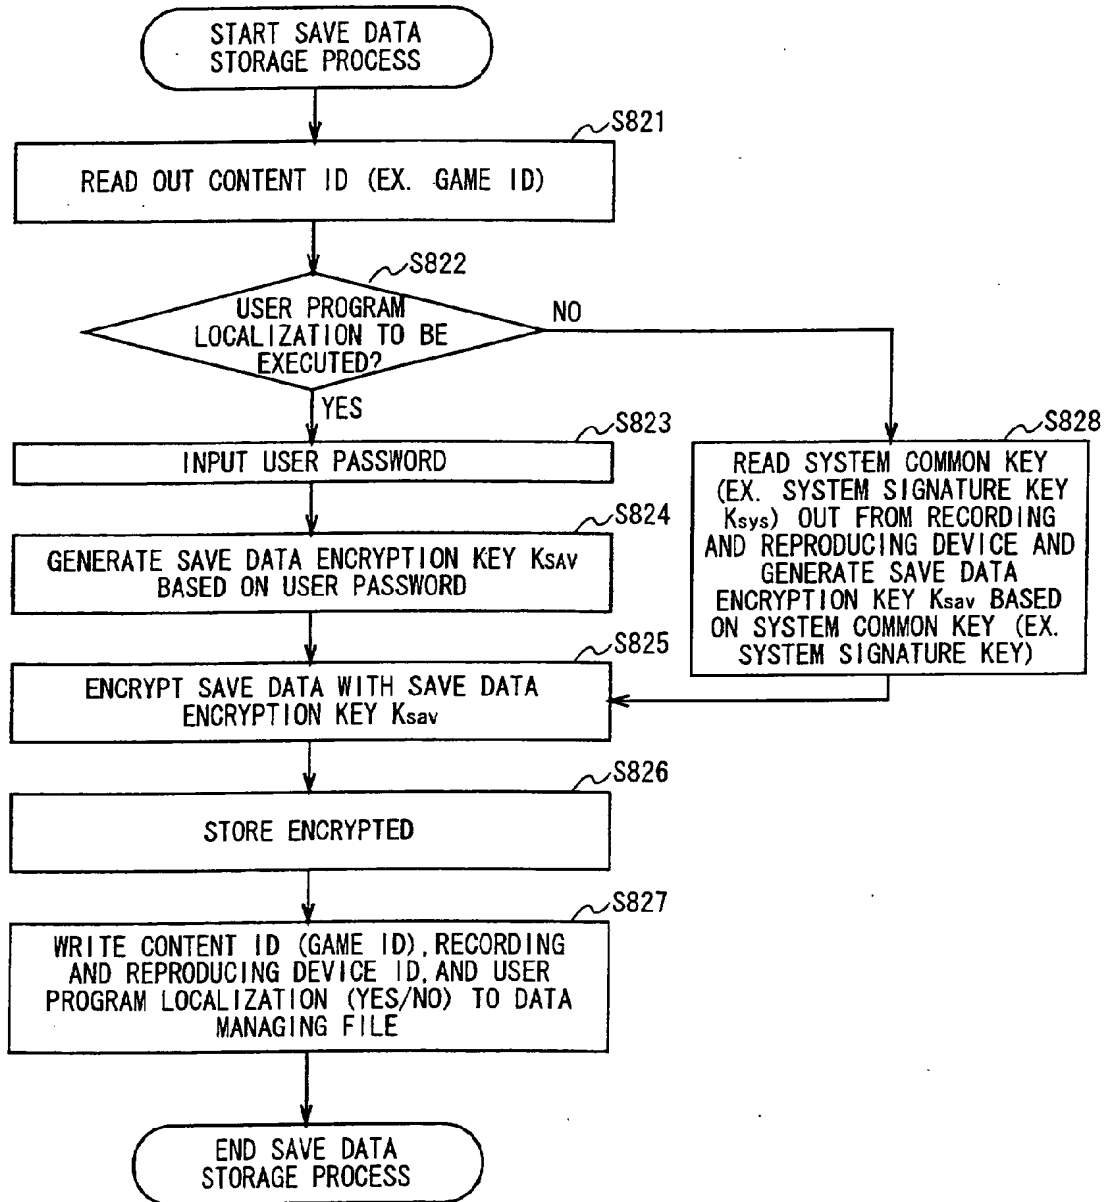 START SAVE DATA
STORAGE PROCESS
S821
READ OUT CONTENT ID (EX. GAME ID)
S822
USER PROGRAM
LOCALIZATION TO BE
EXECUTED?
NO
YES
S823
INPUT USER PASSWORD
S824
GENERATE SAVE DATA ENCRYPTION KEY KSAV
BASED ON USER PASSWORD
S828
READ SYSTEM COMMON KEY
(EX. SYSTEM SIGNATURE KEY
Ksys) OUT FROM RECORDING
AND REPRODUCING DEVICE AND
GENERATE SAVE DATA
ENCRYPTION KEY Ksav BASED
ON SYSTEM COMMON KEY (EX.
SYSTEM SIGNATURE KEY)
S825
ENCRYPT SAVE DATA WITH SAVE DATA
ENCRYPTION KEY Ksav
S826
STORE ENCRYPTED
S827
WRITE CONTENT ID (GAME ID), RECORDING
AND REPRODUCING DEVICE ID, AND USER
PROGRAM LOCALIZATION (YES/NO) TO DATA
MANAGING FILE
END SAVE DATA
STORAGE PROCESS